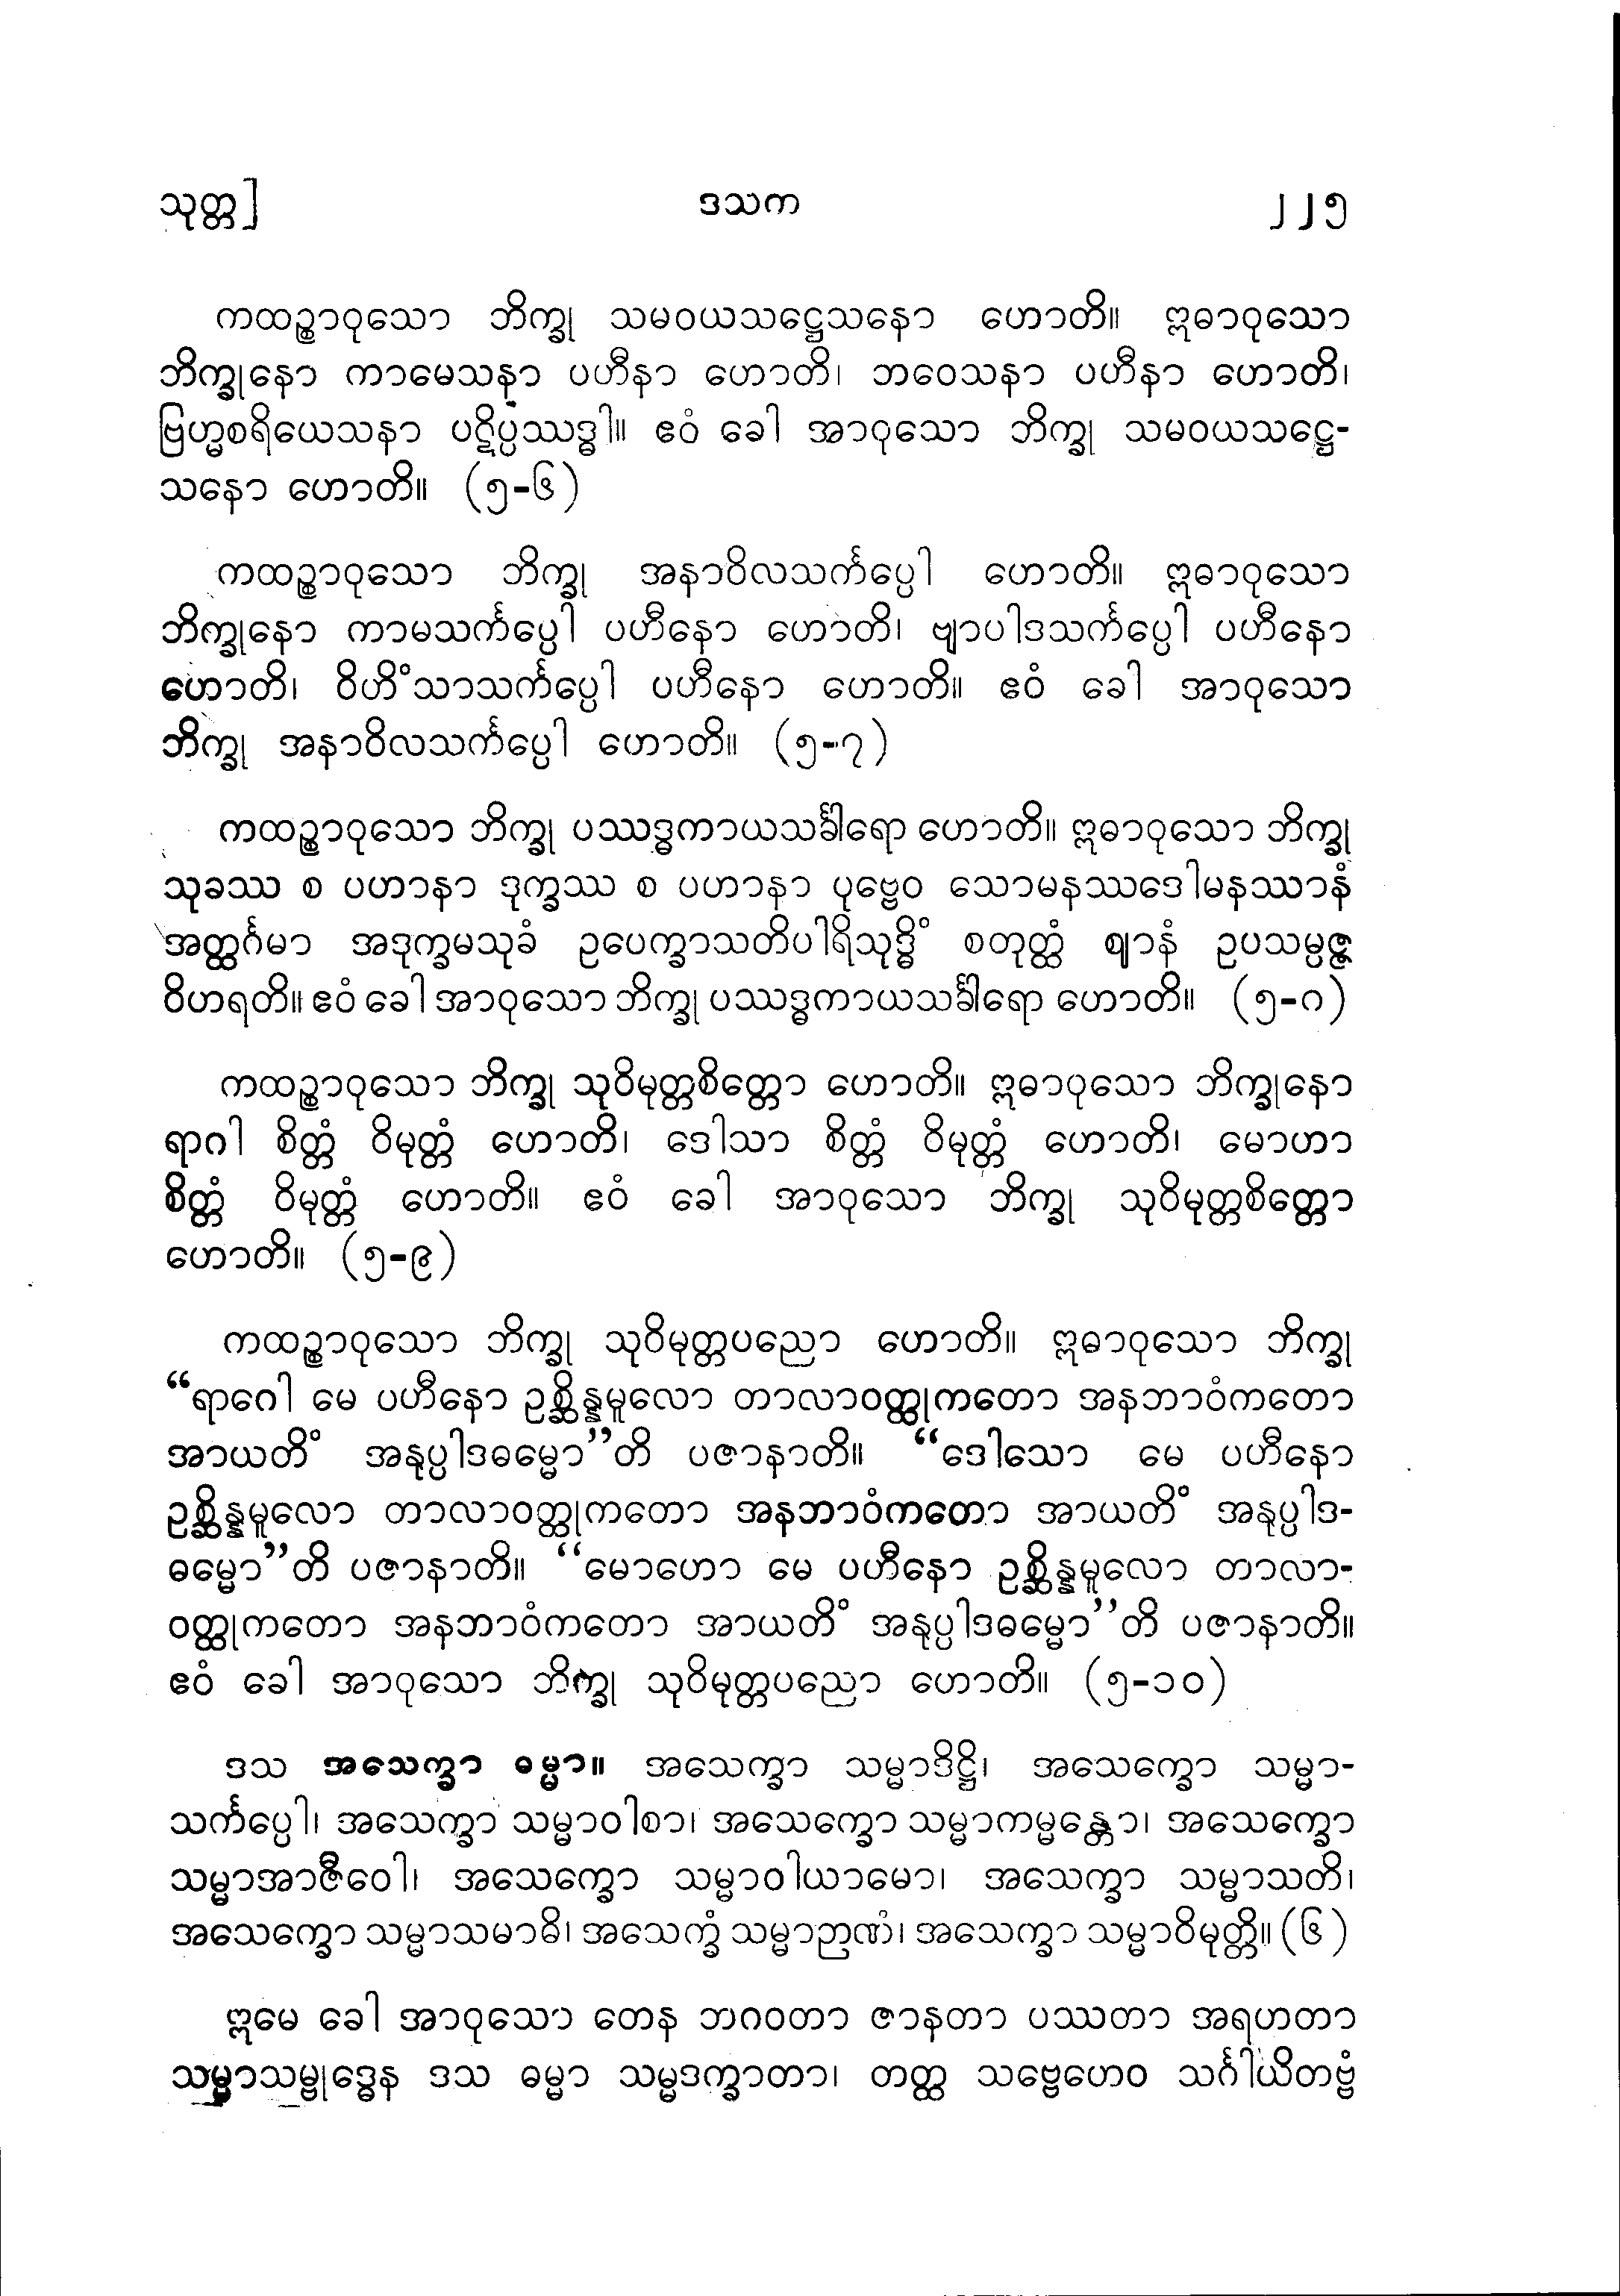 သုတ္တ] ဒသက ၂၂၅
ကထဉ္စာဝုသော ဘိက္ခု သမဝယသဋ္ဌေသနော ဟောတိ။ ဣဓာဝုသော
ဘိက္ခုနော ကာမေသနာ ပဟီနာ ဟောတိ၊ ဘဝေသနာ ပဟီနာ ဟောတိ၊
ဗြဟ္မစရိယေသနာ ပဋိပ္ပဿဒ္ဓါ။ ဧဝံ ခေါ အာဝုသော ဘိက္ခု သမဝယသဋ္ဌေ-
သနော ဟောတိ။ (၅-၆)
ကထဉ္စာဝုသော ဘိက္ခု အနာဝိလသင်္ကပ္ပေါ ဟောတိ။ ဣဓာဝုသော
ဘိက္ခုနော ကာမသင်္ကပ္ပေါ ပဟီနော ဟောတိ၊ ဗျာပါဒသင်္ကပ္ပေါ ပဟီနော
ဟောတိ၊ ဝိဟိံသာသင်္ကပ္ပေါ ပဟီနော ဟောတိ။ ဧဝံ ခေါ အာဝုသော
ဘိက္ခု အနာဝိလသင်္ကပ္ပေါ ဟောတိ။ (၅-၇)
ကထဉ္စာဝုသော ဘိက္ခု ပဿဒ္ဓကာယသင်္ခါရော ဟောတိ။ ဣဓာဝုသော ဘိက္ခု
သုခဿ စ ပဟာနာ ဒုက္ခဿ စ ပဟာနာ ပုဗ္ဗေဝ သောမနဿဒေါမနဿာနံ
အတ္ထင်္ဂမာ အဒုက္ခမသုခံ ဥပေက္ခာသတိပါရိသုဒ္ဓိံ စတုတ္ထံ ဈာနံ ဥပသမ္ပဇ္ဇ
ဝိဟရတိ။ ဧဝံ ခေါ အာဝုသော ဘိက္ခု ပဿဒ္ဓကာယသင်္ခါရော ဟောတိ။ (၅-၈)
ကထဉ္စာဝုသော ဘိက္ခု သုဝိမုတ္တစိတ္တော ဟောတိ။ ဣဓာဝုသော ဘိက္ခုနော
ရာဂါ စိတ္တံ ဝိမုတ္တံ ဟောတိ၊ ဒေါသာ စိတ္တံ ဝိမုတ္တံ ဟောတိ၊ မောဟာ
စိတ္တံ ဝိမုတ္တံ ဟောတိ။ ဧဝံ ခေါ အာဝုသော ဘိက္ခု သုဝိမုတ္တစိတ္တော
ဟောတိ။ (၅-၉)
ကထဉ္စာဝုသော ဘိက္ခု သုဝိမုတ္တပညော ဟောတိ။ ဣဓာဝုသော ဘိက္ခု
“ရာဂေါ မေ ပဟီနော ဥစ္ဆိန္နမူလော တာလာဝတ္ထုကတော အနဘာဝံကတော
အာယတိံ အနုပ္ပါဒဓမ္မော”တိ ပဇာနာတိ။ “ဒေါသော မေ ပဟီနော
ဥစ္ဆိန္နမူလော တာလာဝတ္ထုကတော အနဘာဝံကတော အာယတိံ အနုပ္ပါဒ-
ဓမ္မော”တိ ပဇာနာတိ။ “မောဟော မေ ပဟီနော ဥစ္ဆိန္နမူလော တာလာ-
ဝတ္ထုကတော အနဘာဝံကတော အာယတိံ အနုပ္ပါဒဓမ္မော”တိ ပဇာနာတိ။
ဧဝံ ခေါ အာဝုသော ဘိက္ခု သုဝိမုတ္တပညော ဟောတိ။ (၅-၁၀)
ဒသ အသေက္ခာ ဓမ္မာ။ အသေက္ခာ သမ္မာဒိဋ္ဌိ၊ အသေက္ခော သမ္မာ-
သင်္ကပ္ပေါ၊ အသေက္ခာ သမ္မာဝါစာ၊ အသေက္ခော သမ္မာကမ္မန္တော၊ အသေက္ခော
သမ္မာအာဇီဝေါ၊ အသေက္ခော သမ္မာဝါယာမော၊ အသေက္ခာ သမ္မာသတိ၊
အသေက္ခော သမ္မာသမာဓိ၊ အသေက္ခံ သမ္မာဉာဏံ၊ အသေက္ခာ သမ္မာဝိမုတ္တိ။ (၆)
ဣမေ ခေါ အာဝုသော တေန ဘဂဝတာ ဇာနတာ ပဿတာ အရဟတာ
သမ္မာသမ္ဗုဒ္ဓေန ဒသ ဓမ္မာ သမ္မဒက္ခာတာ၊ တတ္ထ သဗ္ဗေဟေဝ သင်္ဂါယိတဗ္ဗံ